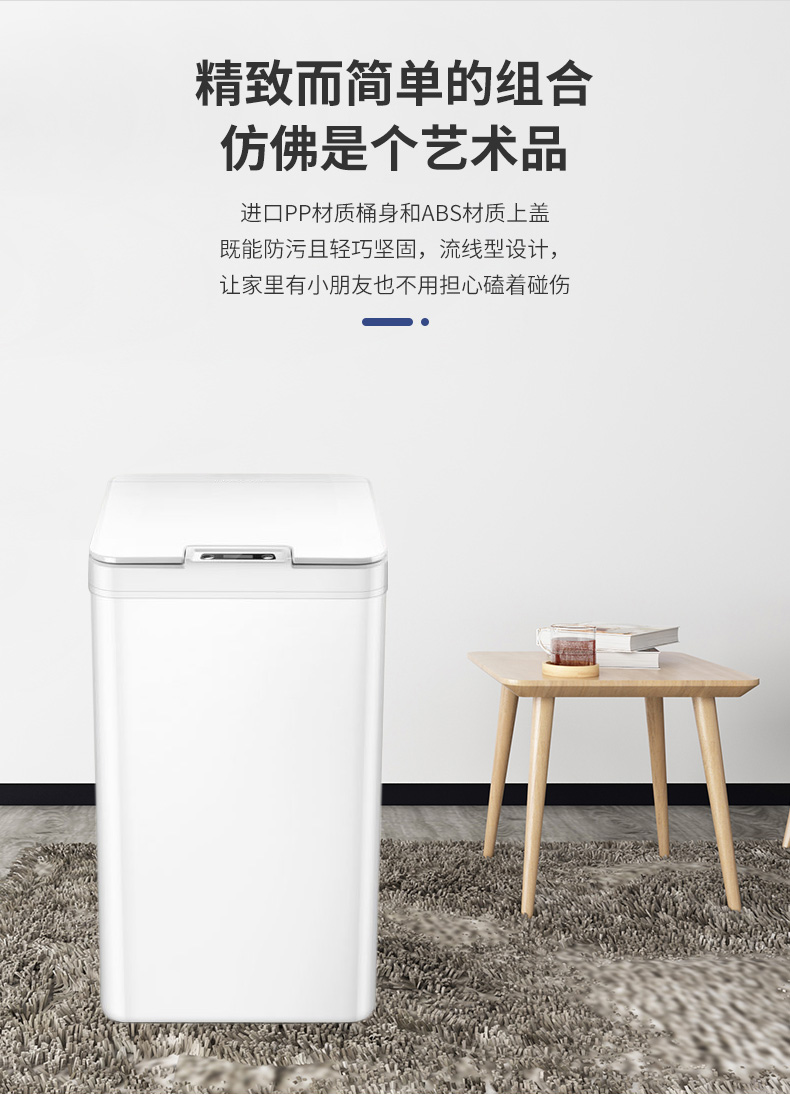 精致而简单的组合
仿佛是个艺术品
进口PP材质桶身和ABS材质上盖
既能防污且轻巧坚固，流线型设计，
让家里有小朋友也不用担心磕着碰伤